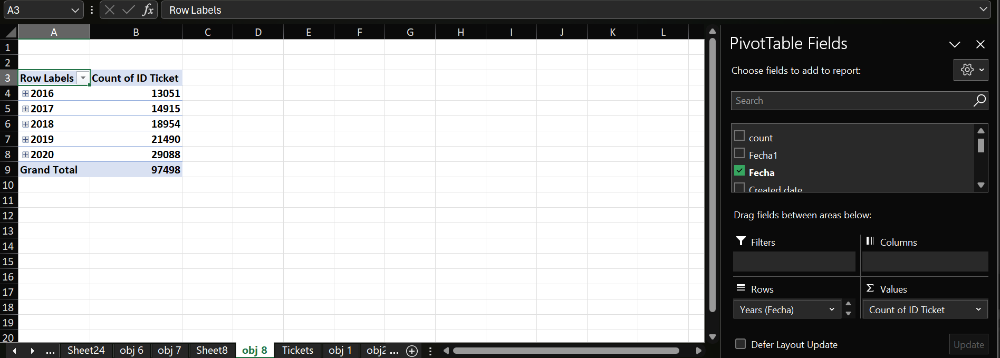 A3
fx
Row Labels
A B C D E F G H I J K L
1
2
3 Row Labels Count of ID Ticket
4 2016 13051
5 2017 14915
6 2018 18954
7 2019 21490
8 2020 29088
9 Grand Total 97498
10
11
12
13
14
15
16
17
18
19
20
... Sheet24 obj 6 obj 7 Sheet8 obj 8 Tickets obj 1 obj2 ...
PivotTable Fields
Choose fields to add to report:
Search
count
Fecha1
Fecha
Created date
Drag fields between areas below:
Filters
Columns
Rows
Σ Values
Years (Fecha)
Count of ID Ticket
Defer Layout Update
Update